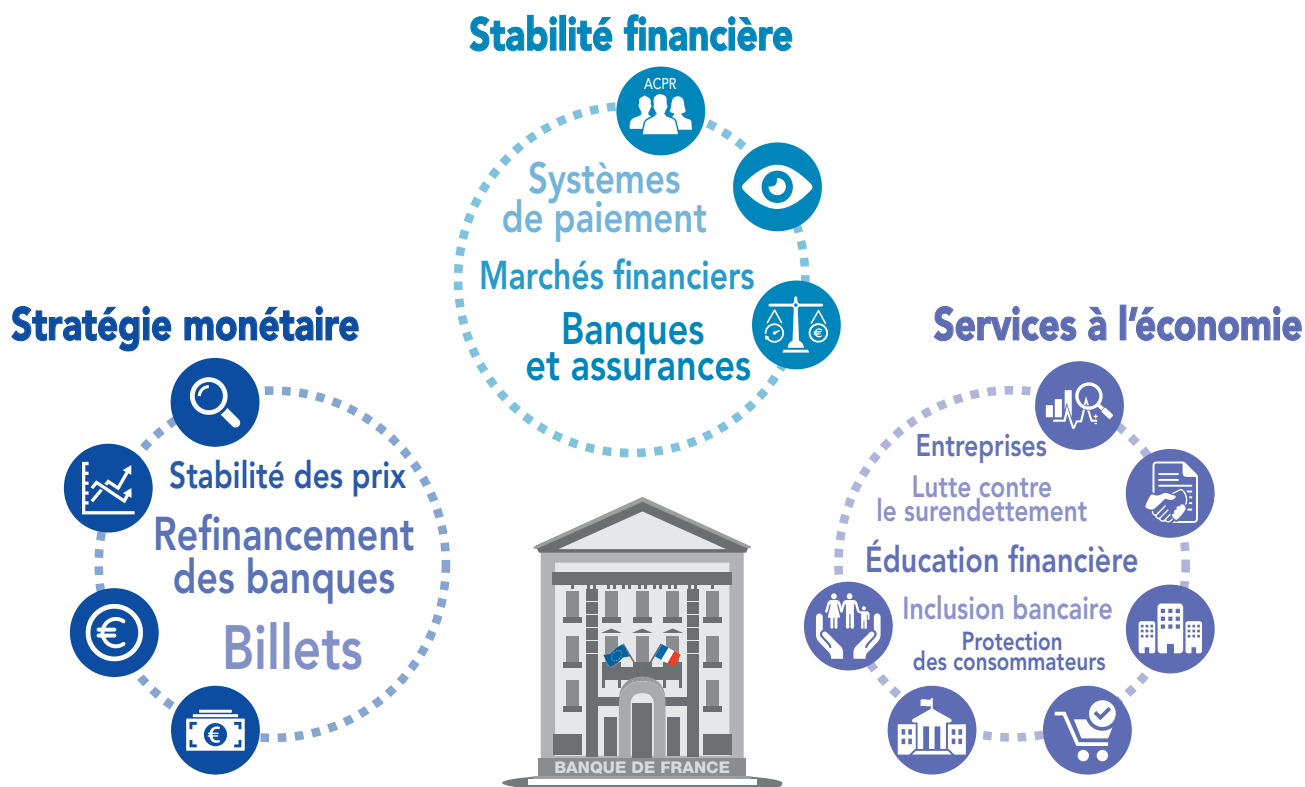 Stabilité financière
ACPR
Systèmes
de paiement
Marchés financiers
Banques
et assurances
€
Stratégie monétaire
Stabilité des prix
Refinancement
des banques
Billets
€
€
Services à l'économie
Entreprises
Lutte contre
le surendettement
Éducation financière
Inclusion bancaire
Protection
des consommateurs
BANQUE DE FRANCE